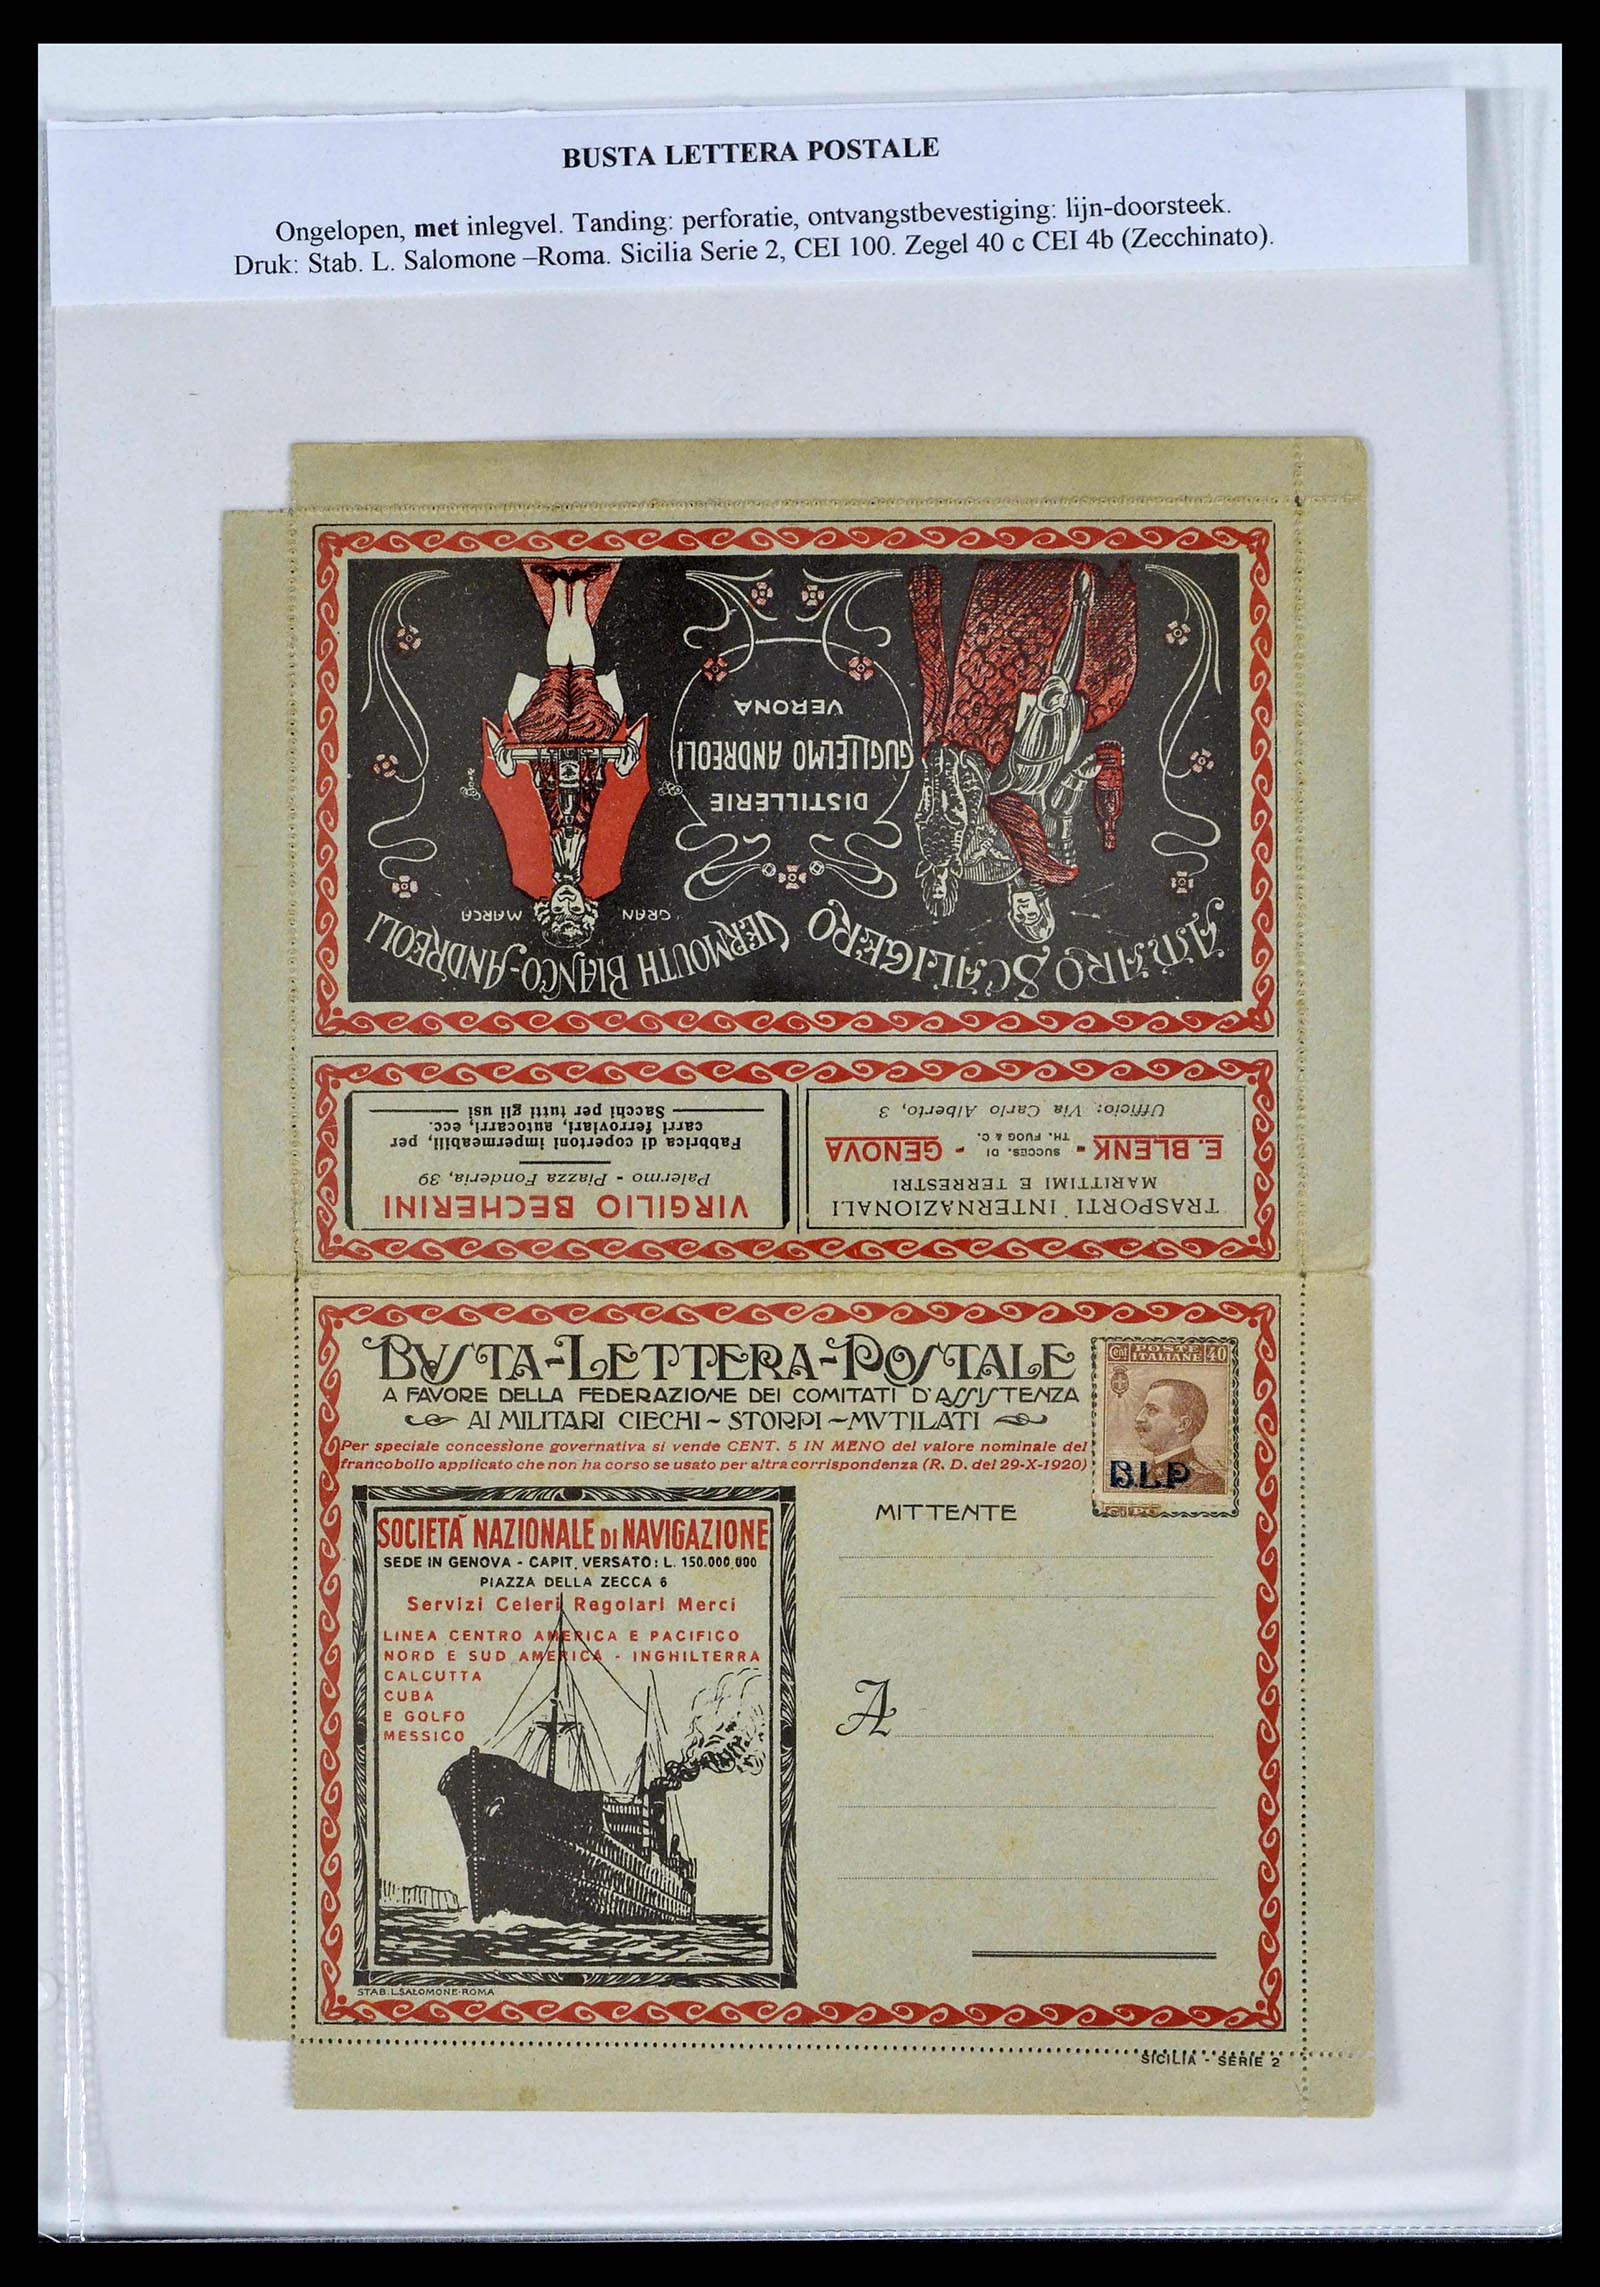 BUSTA LETTERA POSTALE
Ongelopen, met inlegvel. Tanding: perforatie, ontvangstbevestiging: lijn-doorsteek.
Druk: Stab. L. Salomone –Roma. Sicilia Serie 2, CEI 100. Zegel 40 c CEI 4b (Zecchinato).
AMARO SCALIGERO
VERMOUTH BIANCO-ANDREOLI
GRAN MARCA
DISTILLERIE
GUGLIELMO ANDREOLI
VERONA
TRASPORTI INTERNAZIONALI
MARITTIMI E TERRESTRI
E. BLENK - SUCCES. DI TH. FUOG & C. - GENOVA
Ufficio: Via Carlo Alberto, 3
VIRGILIO BECHERINI
Palermo - Piazza Fonderia, 39
Fabbrica di copertoni impermeabili, per
carri ferroviari, autocarri, ecc.
Sacchi per tutti gli usi
BUSTA-LETTERA-POSTALE
A FAVORE DELLA FEDERAZIONE DEI COMITATI D'ASSISTENZA
AI MILITARI CIECHI - STORPI - MVTILATI
Per speciale concessione governativa si vende CENT. 5 IN MENO del valore nominale del
francobollo applicato che non ha corso se usato per altra corrispondenza (R. D. del 29-X-1920)
Cent POSTE ITALIANE 40
B.L.P
MITTENTE
A
SOCIETÀ NAZIONALE DI NAVIGAZIONE
SEDE IN GENOVA - CAPIT. VERSATO: L. 150.000.000
PIAZZA DELLA ZECCA 6
Servizi Celeri Regolari Merci
LINEA CENTRO AMERICA E PACIFICO
NORD E SUD AMERICA - INGHILTERRA
CALCUTTA
CUBA
E GOLFO
MESSICO
STAB. L. SALOMONE-ROMA
SICILIA - SERIE 2